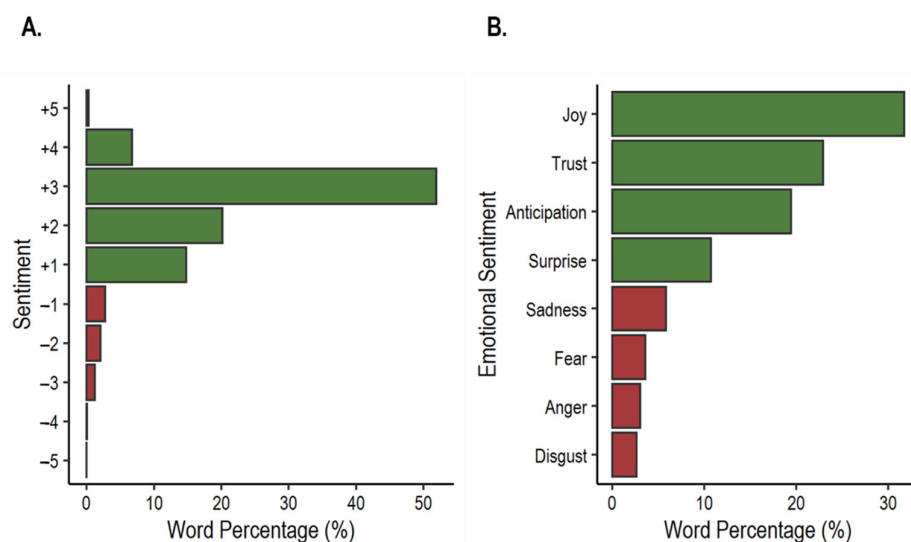 A.
Sentiment
+5
+4
+3
+2
+1
−1
−2
−3
−4
−5
0 10 20 30 40 50
Word Percentage (%)
B.
Emotional Sentiment
Joy
Trust
Anticipation
Surprise
Sadness
Fear
Anger
Disgust
0 10 20 30
Word Percentage (%)